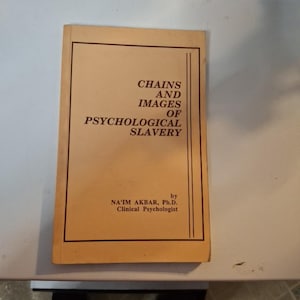 CHAINS
AND
IMAGES
OF
PSYCHOLOGICAL
SLAVERY
by
NA'IM AKBAR, Ph.D.
Clinical Psychologist